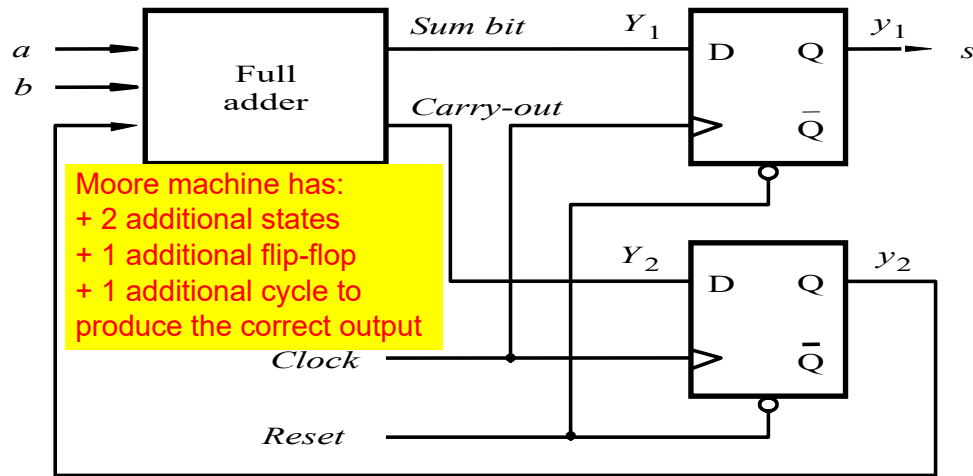 Sum bit
Y1
y1
a
D
Q
s
b
Full
adder
Carry-out
Q̄
Moore machine has:
+ 2 additional states
+ 1 additional flip-flop
+ 1 additional cycle to
produce the correct output
Y2
y2
D
Q
Clock
Q̄
Reset